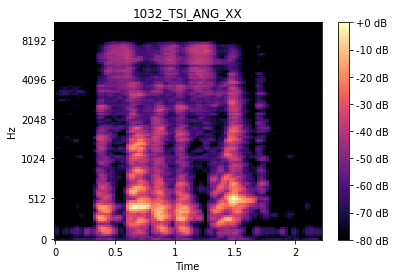 1032_TSI_ANG_XX
8192
4096
2048
1024
512
0
Hz
0
0.5
1
1.5
2
Time
+0 dB
-10 dB
-20 dB
-30 dB
-40 dB
-50 dB
-60 dB
-70 dB
-80 dB